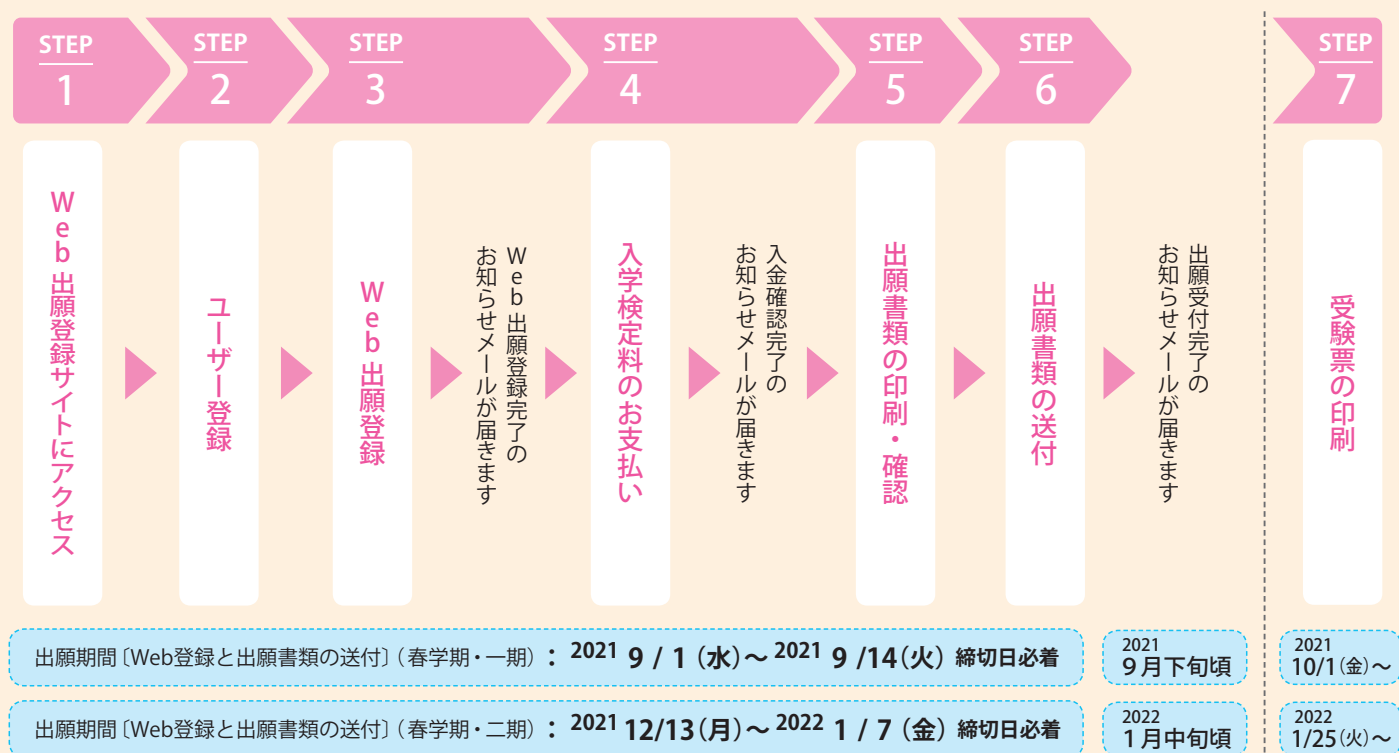 STEP
1
STEP
2
STEP
3
STEP
4
STEP
5
STEP
6
STEP
7
Web出願登録サイトにアクセス
ユーザー登録
Web出願登録
Web出願登録完了の
お知らせメールが届きます
入学検定料のお支払い
入金確認完了の
お知らせメールが届きます
出願書類の印刷・確認
出願書類の送付
出願受付完了の
お知らせメールが届きます
受験票の印刷
出願期間〔Web登録と出願書類の送付〕（春学期・一期）： 2021 9 / 1 （水）～ 2021 9 /14（火） 締切日必着
2021
9月下旬頃
2021
10/1（金）～
出願期間〔Web登録と出願書類の送付〕（春学期・二期）： 2021 12/13（月）～ 2022 1 / 7 （金） 締切日必着
2022
1月中旬頃
2022
1/25（火）～